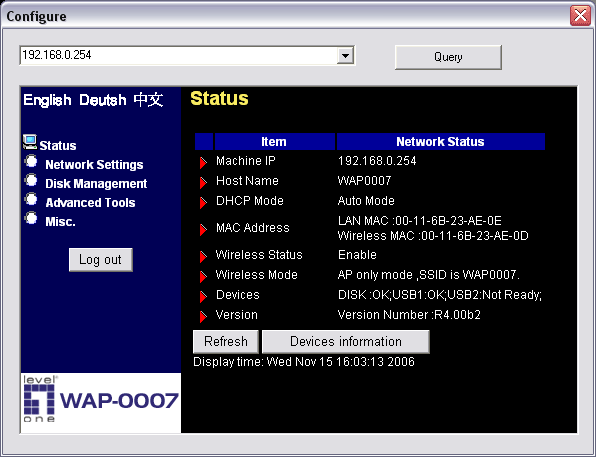 Configure
192.168.0.254
Query
English Deutsh 中文
Status
Network Settings
Disk Management
Advanced Tools
Misc.
Log out
level
one
WAP-0007
Status
Item Network Status
Machine IP 192.168.0.254
Host Name WAP0007
DHCP Mode Auto Mode
MAC Address LAN MAC :00-11-6B-23-AE-0E
Wireless MAC :00-11-6B-23-AE-0D
Wireless Status Enable
Wireless Mode AP only mode ,SSID is WAP0007.
Devices DISK :OK;USB1:OK;USB2:Not Ready;
Version Version Number :R4.00b2
Refresh Devices information
Display time: Wed Nov 15 16:03:13 2006